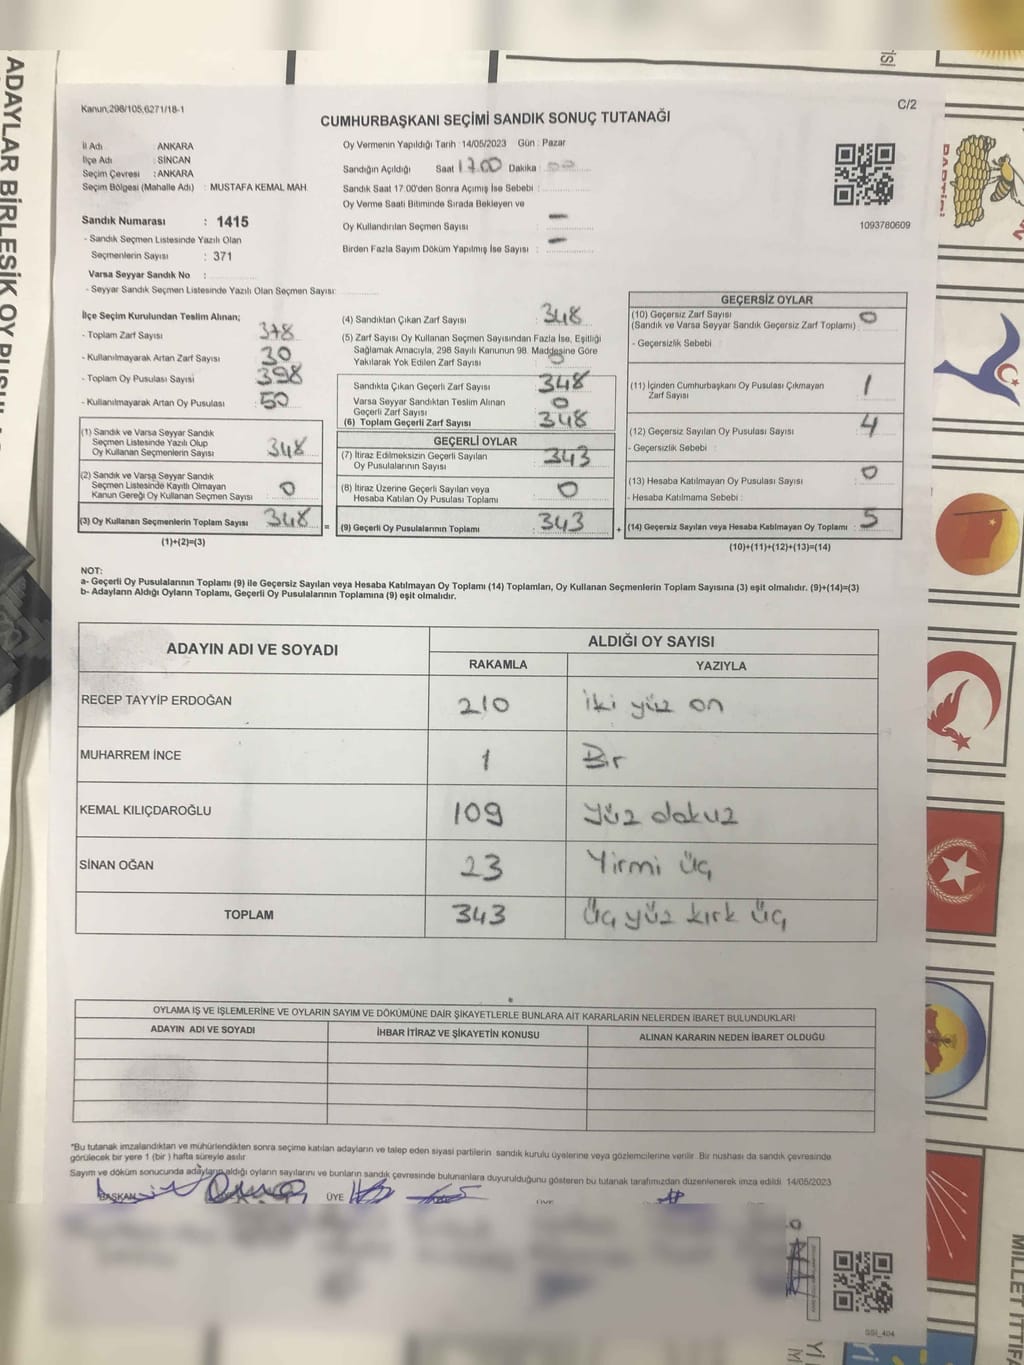 ADAYLAR BİRLEŞİK OY PUSULA
Kanun,298/105,6271/18-1
C/2
CUMHURBAŞKANI SEÇİMİ SANDIK SONUÇ TUTANAĞI
İl Adı ANKARA
İlçe Adı : SİNCAN
Seçim Çevresi : ANKARA
Seçim Bölgesi (Mahalle Adı) : MUSTAFA KEMAL MAH.
Oy Vermenin Yapıldığı Tarih : 14/05/2023 Gün : Pazar
Sandığın Açıldığı Saat 17.00 Dakika : 00
Sandık Saat 17.00'den Sonra Açımış İse Sebebi :
Oy Verme Saati Bitiminde Sırada Bekleyen ve
Oy Kullandırılan Seçmen Sayısı : —
Birden Fazla Sayım Döküm Yapılmış İse Sayısı : —
1093780609
Sandık Numarası : 1415
- Sandık Seçmen Listesinde Yazılı Olan
Seçmenlerin Sayısı : 371
Varsa Seyyar Sandık No :
- Seyyar Sandık Seçmen Listesinde Yazılı Olan Seçmen Sayısı:
İlçe Seçim Kurulundan Teslim Alınan;
- Toplam Zarf Sayısı 378
- Kullanılmayarak Artan Zarf Sayısı 30
- Toplam Oy Pusulası Sayısı 398
- Kullanılmayarak Artan Oy Pusulası : 50
(1) Sandık ve Varsa Seyyar Sandık
Seçmen Listesinde Yazılı Olup
Oy Kullanan Seçmenlerin Sayısı 348
(2) Sandık ve Varsa Seyyar Sandık
Seçmen Listesinde Kayıtlı Olmayan
Kanun Gereği Oy Kullanan Seçmen Sayısı 0
(3) Oy Kullanan Seçmenlerin Toplam Sayısı 348
(1)+(2)=(3)
(4) Sandıktan Çıkan Zarf Sayısı 348
(5) Zarf Sayısı Oy Kullanan Seçmen Sayısından Fazla İse, Eşitliği
Sağlamak Amacıyla, 298 Sayılı Kanunun 98. Maddesine Göre
Yakılarak Yok Edilen Zarf Sayısı 0
Sandıkta Çıkan Geçerli Zarf Sayısı 348
Varsa Seyyar Sandıktan Teslim Alınan
Geçerli Zarf Sayısı 0
(6) Toplam Geçerli Zarf Sayısı 348
GEÇERLİ OYLAR
(7) İtiraz Edilmeksizin Geçerli Sayılan
Oy Pusulalarının Sayısı 343
(8) İtiraz Üzerine Geçerli Sayılan veya
Hesaba Katılan Oy Pusulası Toplamı 0
= (9) Geçerli Oy Pusulalarının Toplamı 343
GEÇERSİZ OYLAR
(10) Geçersiz Zarf Sayısı
(Sandık ve Varsa Seyyar Sandık Geçersiz Zarf Toplamı) 0
- Geçersizlik Sebebi :
(11) İçinden Cumhurbaşkanı Oy Pusulası Çıkmayan
Zarf Sayısı 1
(12) Geçersiz Sayılan Oy Pusulası Sayısı 4
- Geçersizlik Sebebi :
(13) Hesaba Katılmayan Oy Pusulası Sayısı 0
- Hesaba Katılmama Sebebi :
+ (14) Geçersiz Sayılan veya Hesaba Katılmayan Oy Toplamı : 5
(10)+(11)+(12)+(13)=(14)
NOT:
a- Geçerli Oy Pusulalarının Toplamı (9) ile Geçersiz Sayılan veya Hesaba Katılmayan Oy Toplamı (14) Toplamları, Oy Kullanan Seçmenlerin Toplam Sayısına (3) eşit olmalıdır. (9)+(14)=(3)
b- Adayların Aldığı Oyların Toplamı, Geçerli Oy Pusulalarının Toplamına (9) eşit olmalıdır.
ADAYIN ADI VE SOYADI ALDIĞI OY SAYISI
RAKAMLA YAZIYLA
RECEP TAYYİP ERDOĞAN 210 iki yüz on
MUHARREM İNCE 1 Bir
KEMAL KILIÇDAROĞLU 109 yüz dokuz
SİNAN OĞAN 23 Yirmi üç
TOPLAM 343 Üç yüz kırk üç
OYLAMA İŞ VE İŞLEMLERİNE VE OYLARIN SAYIM VE DÖKÜMÜNE DAİR ŞİKAYETLERLE BUNLARA AİT KARARLARIN NELERDEN İBARET BULUNDUKLARI
ADAYIN ADI VE SOYADI İHBAR İTİRAZ VE ŞİKAYETİN KONUSU ALINAN KARARIN NEDEN İBARET OLDUĞU
*Bu tutanak imzalandıktan ve mühürlendikten sonra seçime katılan adayların ve talep eden siyasi partilerin sandık kurulu üyelerine veya gözlemcilerine verilir. Bir nüshası da sandık çevresinde
görülecek bir yere 1 (bir ) hafta süreyle asılır.
Sayım ve döküm sonucunda adayların aldığı oyların sayılarını ve bunların sandık çevresinde bulunanlara duyurulduğunu gösteren bu tutanak tarafımızdan düzenlenerek imza edildi. 14/05/2023
BAŞKAN ÜYE ÜYE
SSİ_404
MİLLET İTTİFA